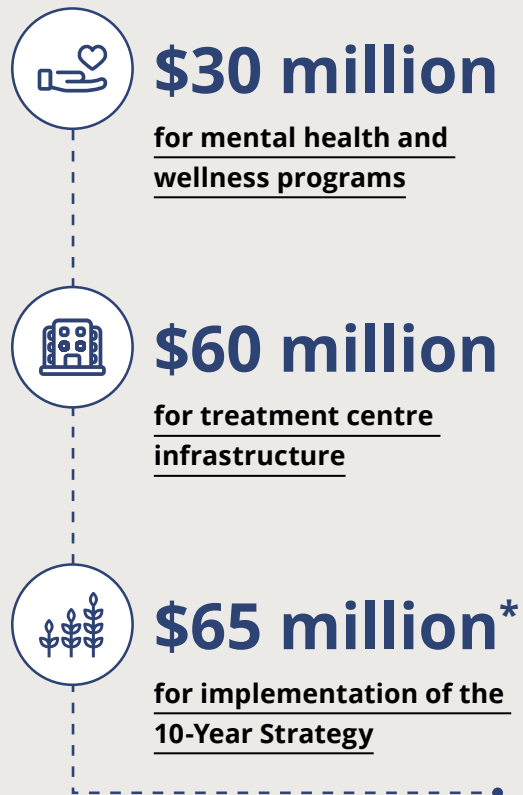 $30 million
for mental health and
wellness programs
$60 million
for treatment centre
infrastructure
$65 million*
for implementation of the
10-Year Strategy